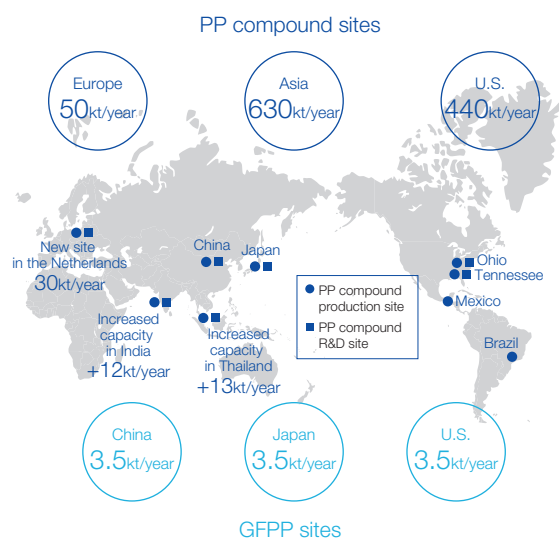 PP compound sites
Europe
50kt/year
Asia
630kt/year
U.S.
440kt/year
New site
in the Netherlands
30kt/year
China
Japan
Increased
capacity
in India
+12kt/year
Increased
capacity
in Thailand
+13kt/year
PP compound
production site
PP compound
R&D site
Ohio
Tennessee
Mexico
Brazil
China
3.5kt/year
Japan
3.5kt/year
U.S.
3.5kt/year
GFPP sites